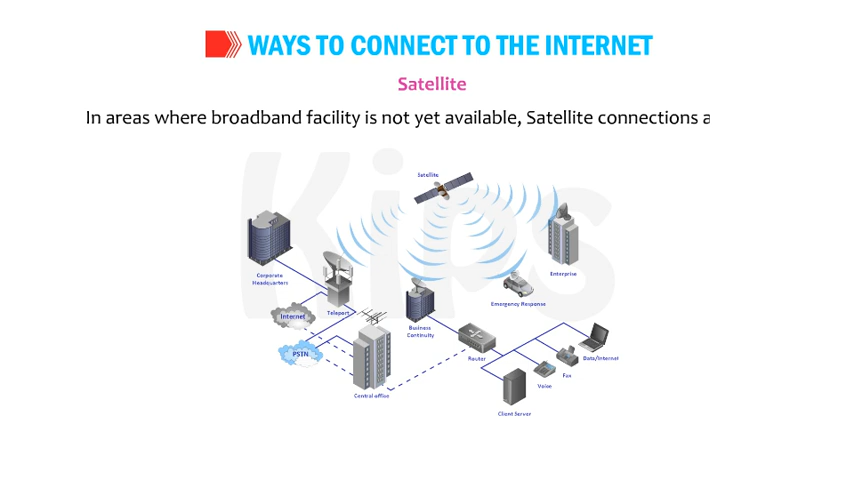 WAYS TO CONNECT TO THE INTERNET
Satellite
In areas where broadband facility is not yet available, Satellite connections a
Kips
Satellite
Corporate
Headquarters
Enterprise
Teleport
Internet
Emergency Response
Business
Continuity
PSTN
Router
Data/Internet
Fax
Voice
Central office
Client Server